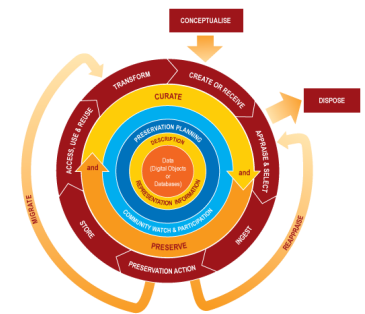 CONCEPTUALISE
TRANSFORM
CREATE OR RECEIVE
DISPOSE
CURATE
ACCESS, USE & REUSE
APPRAISE & SELECT
PRESERVATION PLANNING
DESCRIPTION
Data
(Digital Objects
or
Databases)
and
and
REPRESENTATION INFORMATION
COMMUNITY WATCH & PARTICIPATION
PRESERVE
MIGRATE
STORE
INGEST
REAPPRAISE
PRESERVATION ACTION